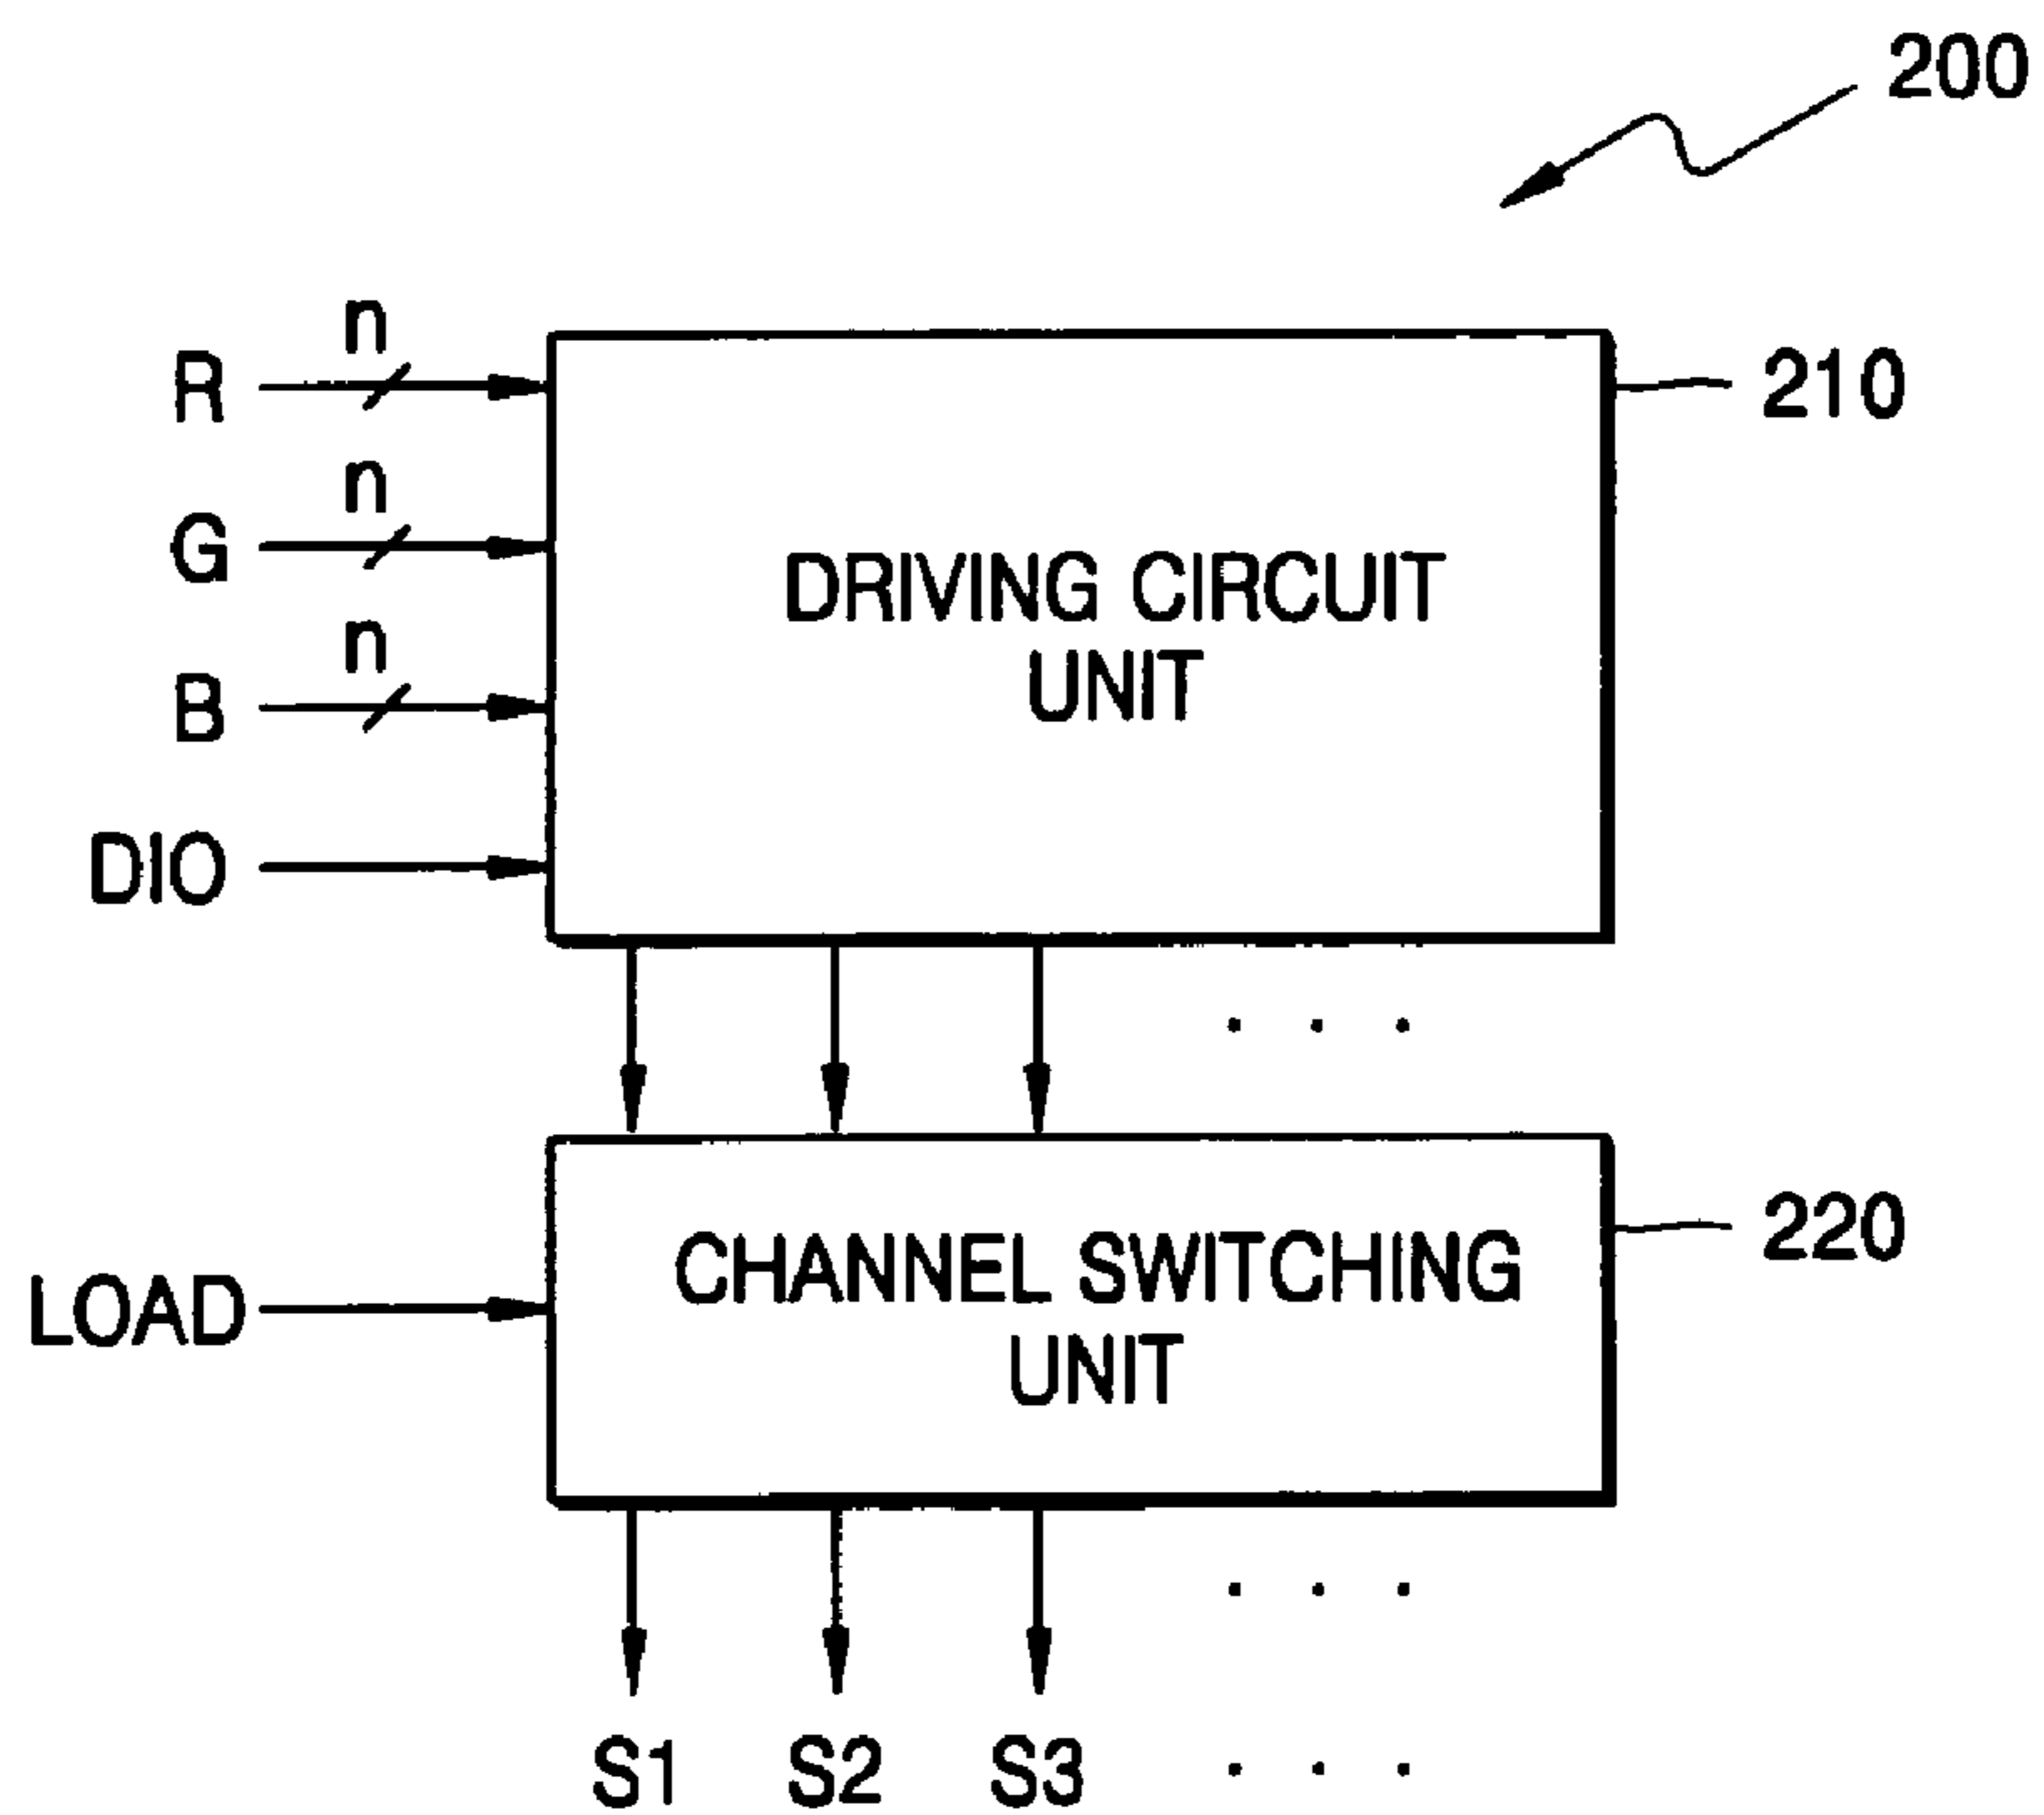 200
n
R
210
n
G
DRIVING CIRCUIT
UNIT
n
B
DIO
. . .
220
CHANNEL SWITCHING
UNIT
LOAD
. . .
S1 S2 S3 . . .